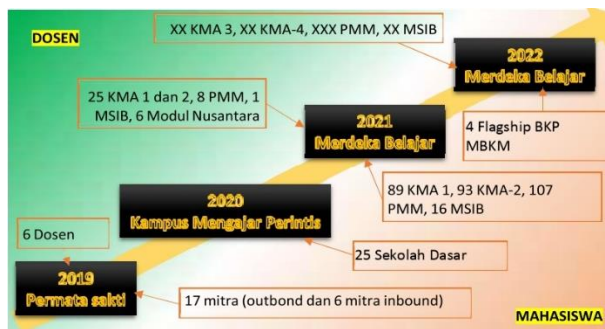 DOSEN
XX KMA 3, XX KMA-4, XXX PMM, XX MSIB
2022
Merdeka Belajar
25 KMA 1 dan 2, 8 PMM, 1
MSIB, 6 Modul Nusantara
2021
Merdeka Belajar
4 Flagship BKP
MBKM
89 KMA 1, 93 KMA-2, 107
PMM, 16 MSIB
2020
Kampus Mengajar Perintis
6 Dosen
25 Sekolah Dasar
2019
Permata sakti
17 mitra (outbond dan 6 mitra inbound)
MAHASISWA